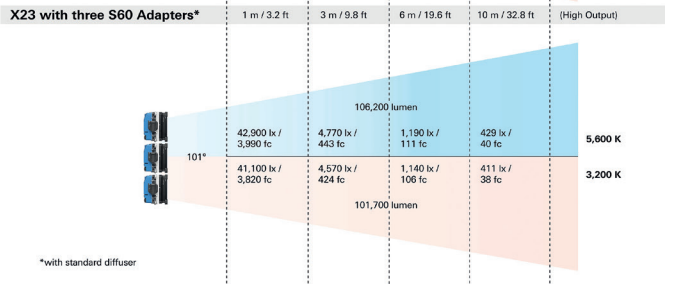 X23 with three S60 Adapters* 1 m / 3.2 ft 3 m / 9.8 ft 6 m / 19.6 ft 10 m / 32.8 ft (High Output)
106,200 lumen
42,900 lx / 4,770 lx / 1,190 lx / 429 lx /
3,990 fc 443 fc 111 fc 40 fc
5,600 K
101°
41,100 lx / 4,570 lx / 1,140 lx / 411 lx /
3,820 fc 424 fc 106 fc 38 fc
3,200 K
101,700 lumen
*with standard diffuser